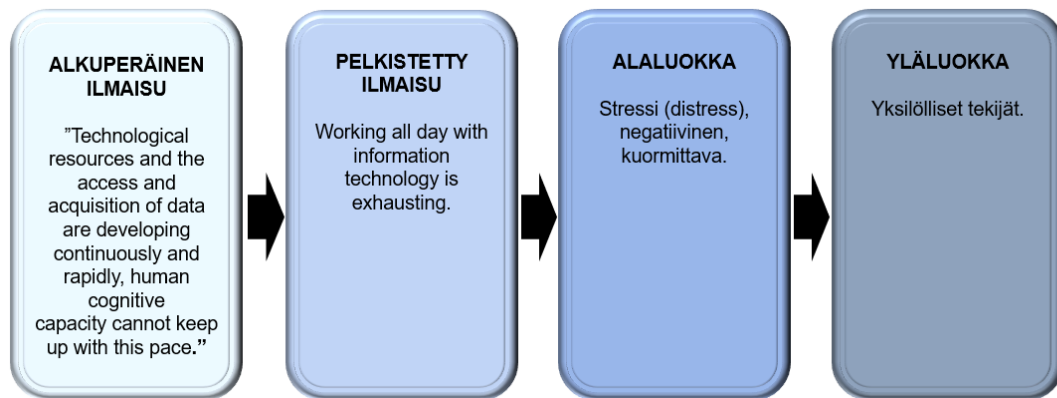 ALKUPERÄINEN
ILMAISU
”Technological
resources and the
access and
acquisition of data
are developing
continuously and
rapidly, human
cognitive
capacity cannot keep
up with this pace.”
PELKISTETTY
ILMAISU
Working all day with
information
technology is
exhausting.
ALALUOKKA
Stressi (distress),
negatiivinen,
kuormittava.
YLÄLUOKKA
Yksilölliset tekijät.